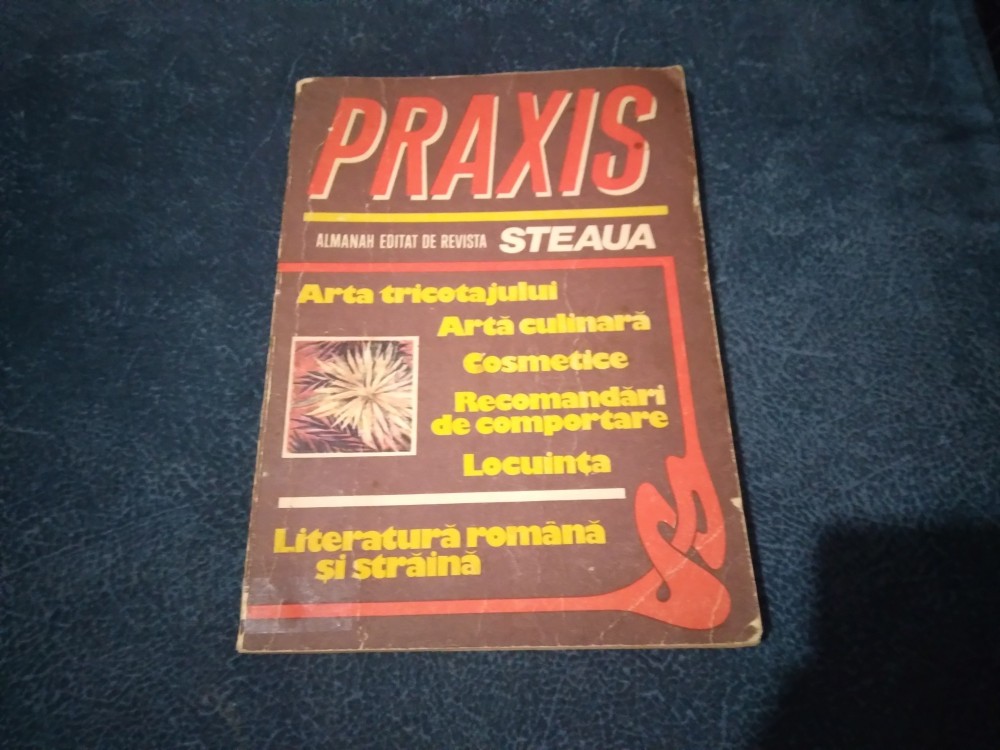 PRAXIS
ALMANAH EDITAT DE REVISTA STEAUA
Arta tricotajului
Artă culinară
Cosmetice
Recomandări
de comportare
Locuința
Literatură română
și străină